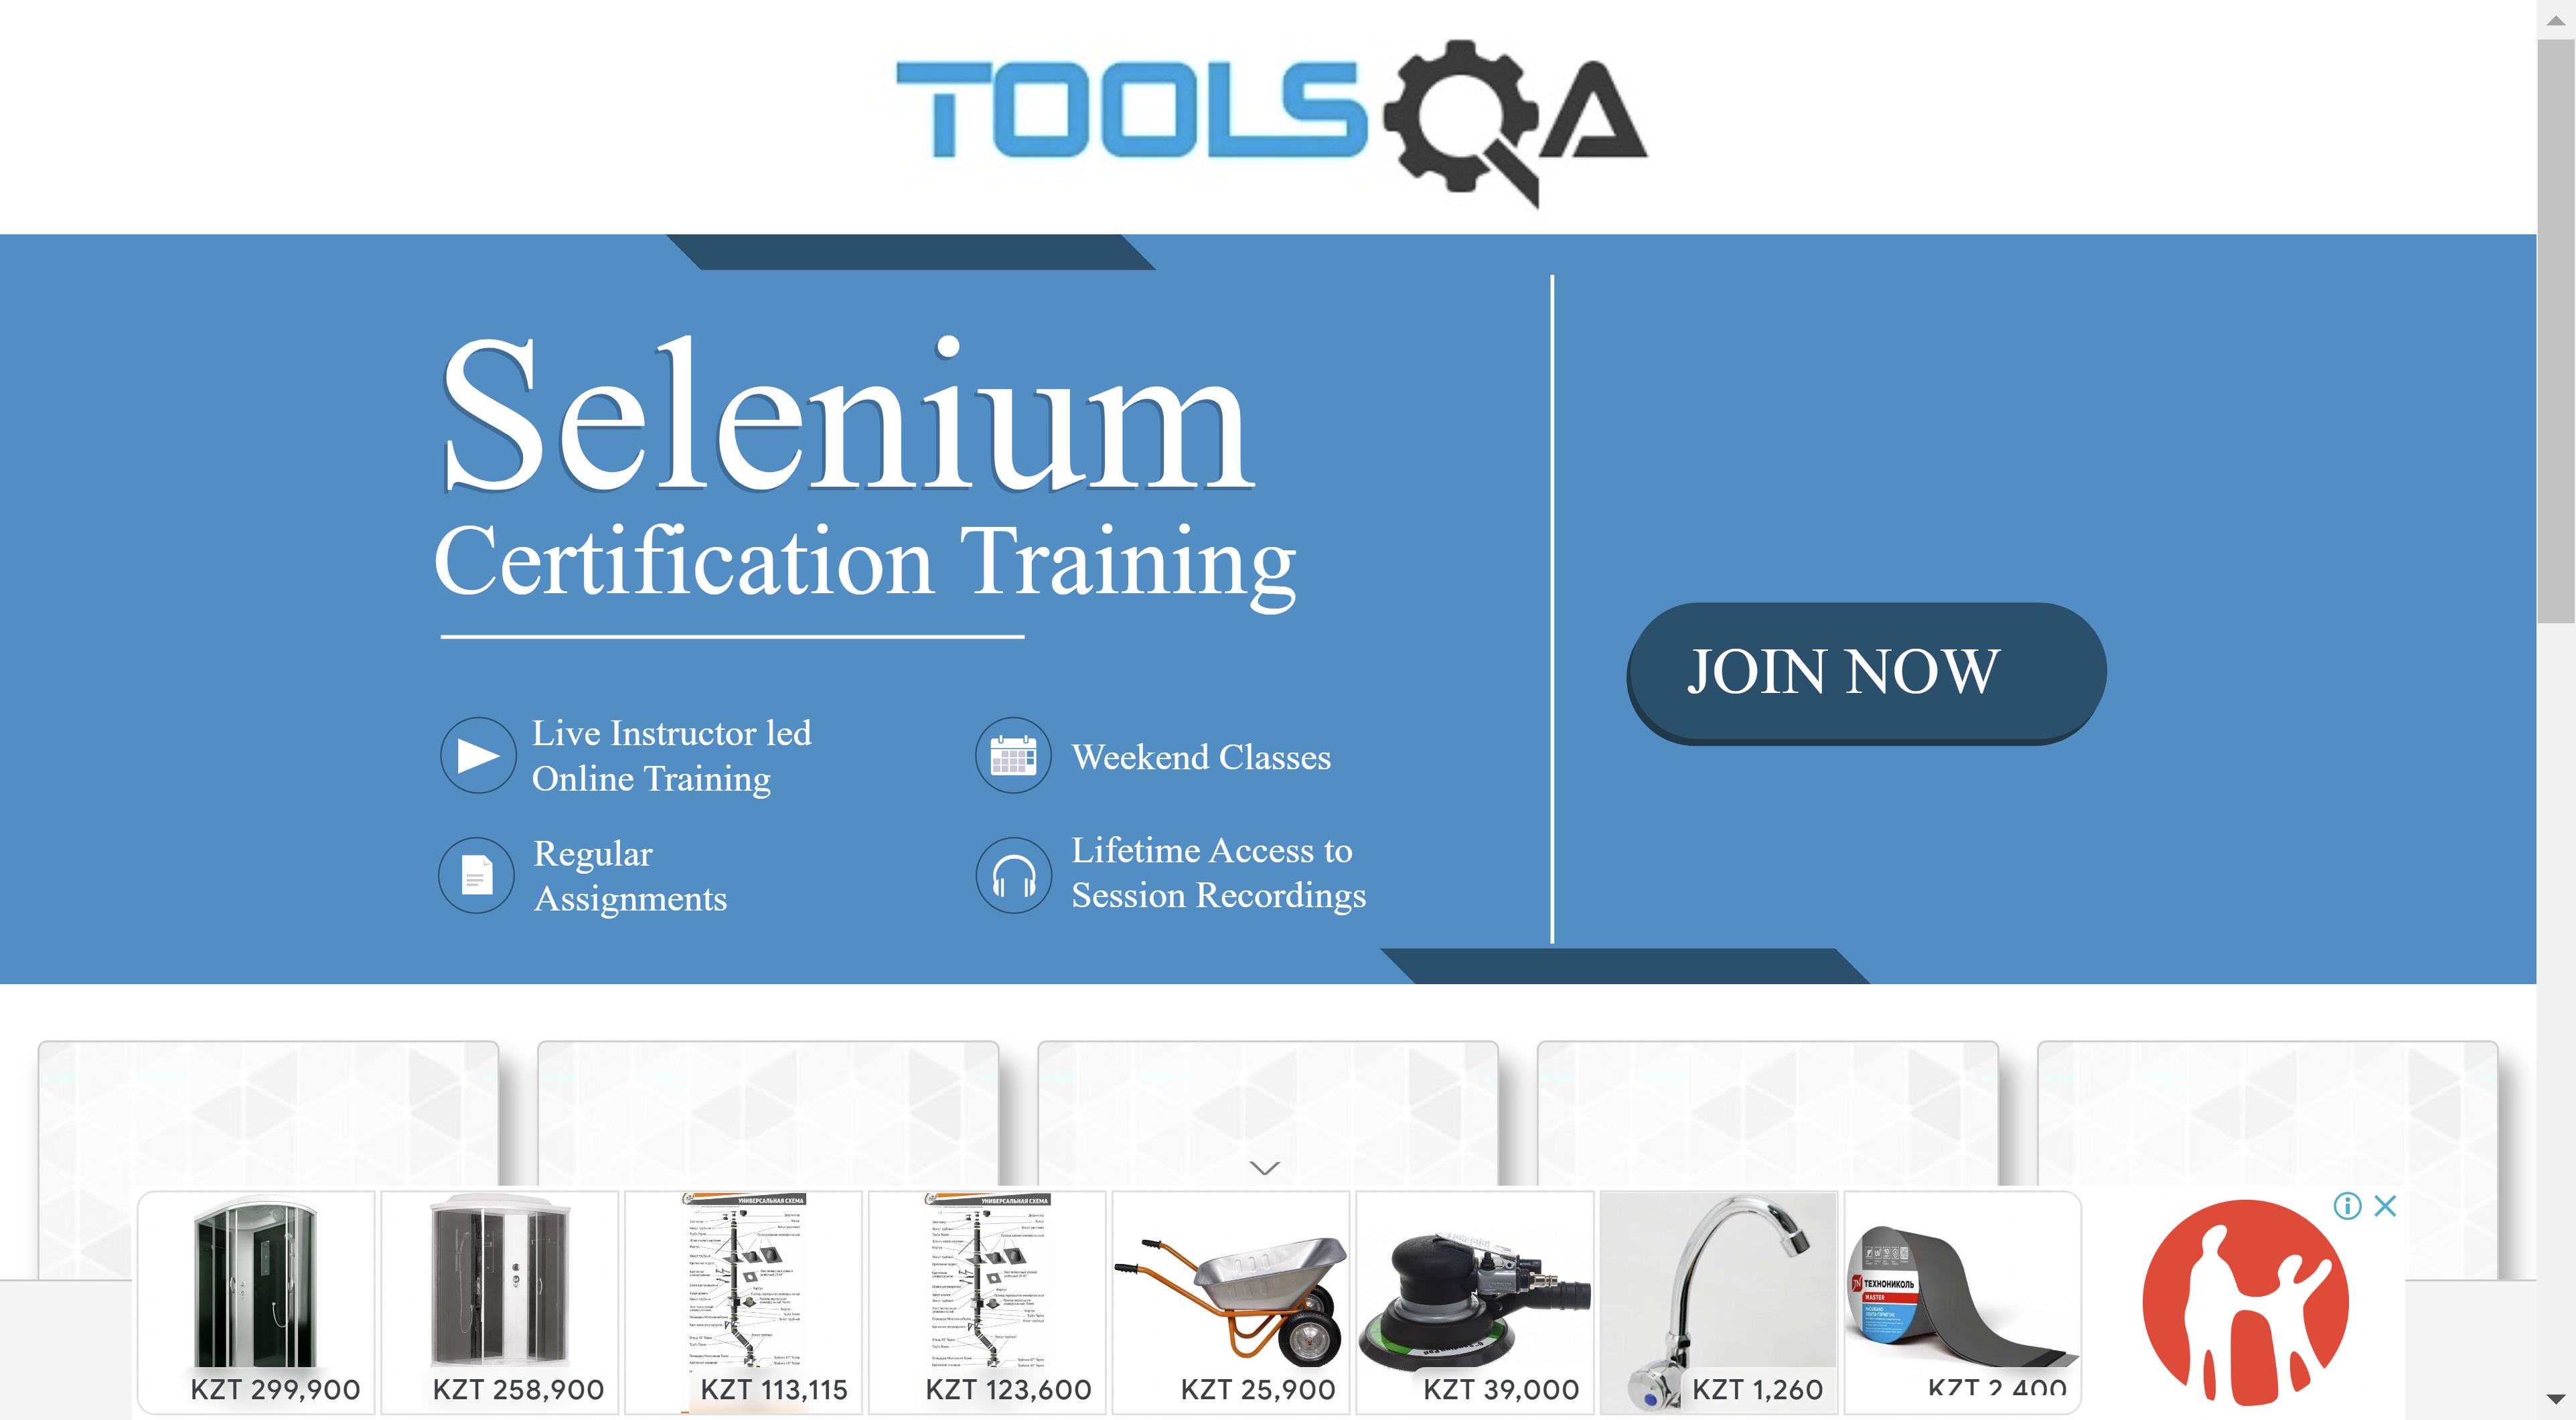 TOOLSQA
Selenium
Certification Training
Live Instructor led
Online Training
Weekend Classes
Regular
Assignments
Lifetime Access to
Session Recordings
JOIN NOW
УНИВЕРСАЛЬНАЯ СХЕМА
УНИВЕРСАЛЬНАЯ СХЕМА
ТЕХНОНИКОЛЬ
MASTER
KZT 299,900
KZT 258,900
KZT 113,115
KZT 123,600
KZT 25,900
KZT 39,000
KZT 1,260
KZT 2,400